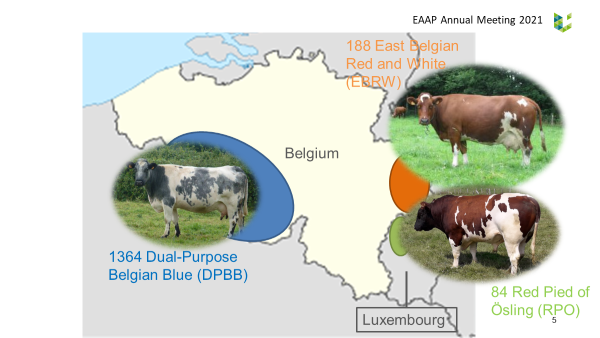 EAAP Annual Meeting 2021
188 East Belgian
Red and White
(EBRW)
Belgium
1364 Dual-Purpose
Belgian Blue (DPBB)
84 Red Pied of
Ösling (RPO)
5
Luxembourg